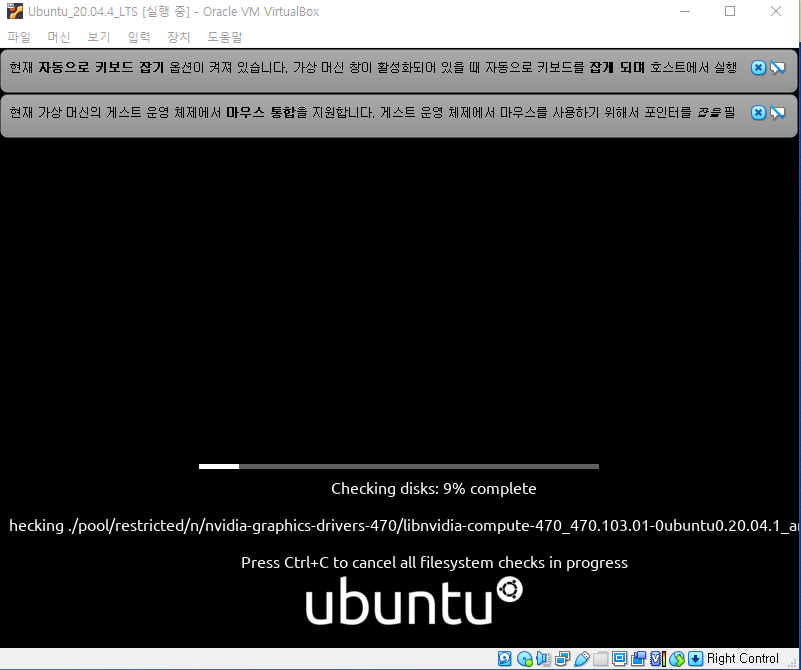 Ubuntu_20.04.4_LTS [실행 중] - Oracle VM VirtualBox
파일 머신 보기 입력 장치 도움말
현재 자동으로 키보드 잡기 옵션이 켜져 있습니다. 가상 머신 창이 활성화되어 있을 때 자동으로 키보드를 잡게 되며 호스트에서 실행
현재 가상 머신의 게스트 운영 체제에서 마우스 통합을 지원합니다. 게스트 운영 체제에서 마우스를 사용하기 위해서 포인터를 잡을 필
Checking disks: 9% complete
hecking ./pool/restricted/n/nvidia-graphics-drivers-470/libnvidia-compute-470_470.103.01-0ubuntu0.20.04.1_a
Press Ctrl+C to cancel all filesystem checks in progress
ubuntu
Right Control